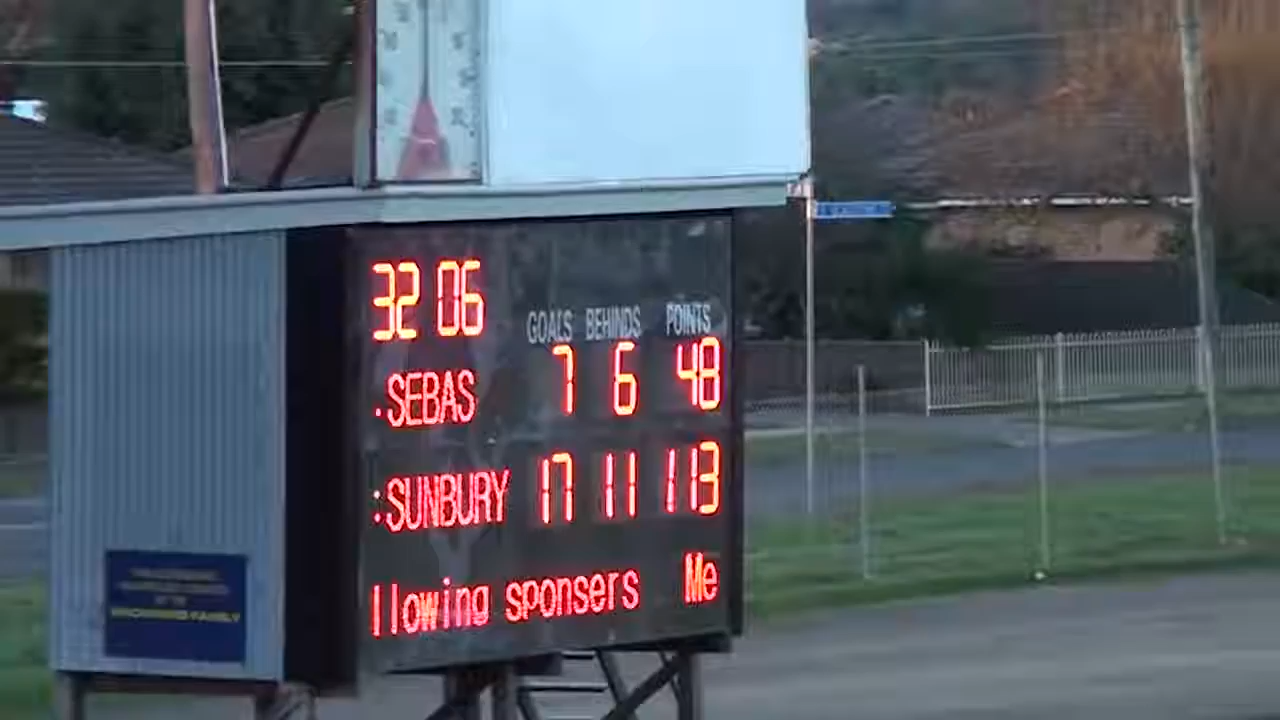 32 06
GOALS BEHINDS POINTS
.SEBAS 7 6 48
:SUNBURY 17 11 113
llowing sponsers Me